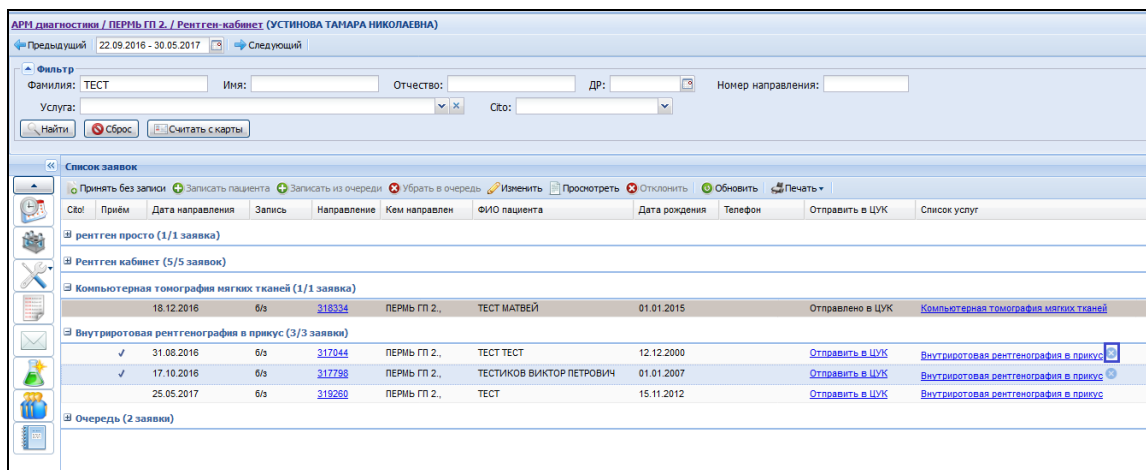 АРМ диагностики / ПЕРМЬ ГП 2. / Рентген-кабинет (УСТИНОВА ТАМАРА НИКОЛАЕВНА)
Предыдущий 22.09.2016 - 30.05.2017 Следующий
Фильтр
Фамилия: ТЕСТ Имя: Отчество: ДР: Номер направления:
Услуга: Cito:
Найти Сброс Считать с карты
Список заявок
Принять без записи Записать пациента Записать из очереди Убрать в очередь Изменить Просмотреть Отклонить Обновить Печать
Cito! Приём Дата направления Запись Направление Кем направлен ФИО пациента Дата рождения Телефон Отправить в ЦУК Список услуг
рентген просто (1/1 заявка)
Рентген кабинет (5/5 заявок)
Компьютерная томография мягких тканей (1/1 заявка)
18.12.2016 б/з 318334 ПЕРМЬ ГП 2., ТЕСТ МАТВЕЙ 01.01.2015 Отправлено в ЦУК Компьютерная томография мягких тканей
Внутриротовая рентгенография в прикус (3/3 заявки)
31.08.2016 б/з 317044 ПЕРМЬ ГП 2., ТЕСТ ТЕСТ 12.12.2000 Отправить в ЦУК Внутриротовая рентгенография в прикус
17.10.2016 б/з 317798 ПЕРМЬ ГП 2., ТЕСТИКОВ ВИКТОР ПЕТРОВИЧ 01.01.2007 Отправить в ЦУК Внутриротовая рентгенография в прикус
25.05.2017 б/з 319260 ПЕРМЬ ГП 2., ТЕСТ 15.11.2012 Отправить в ЦУК Внутриротовая рентгенография в прикус
Очередь (2 заявки)